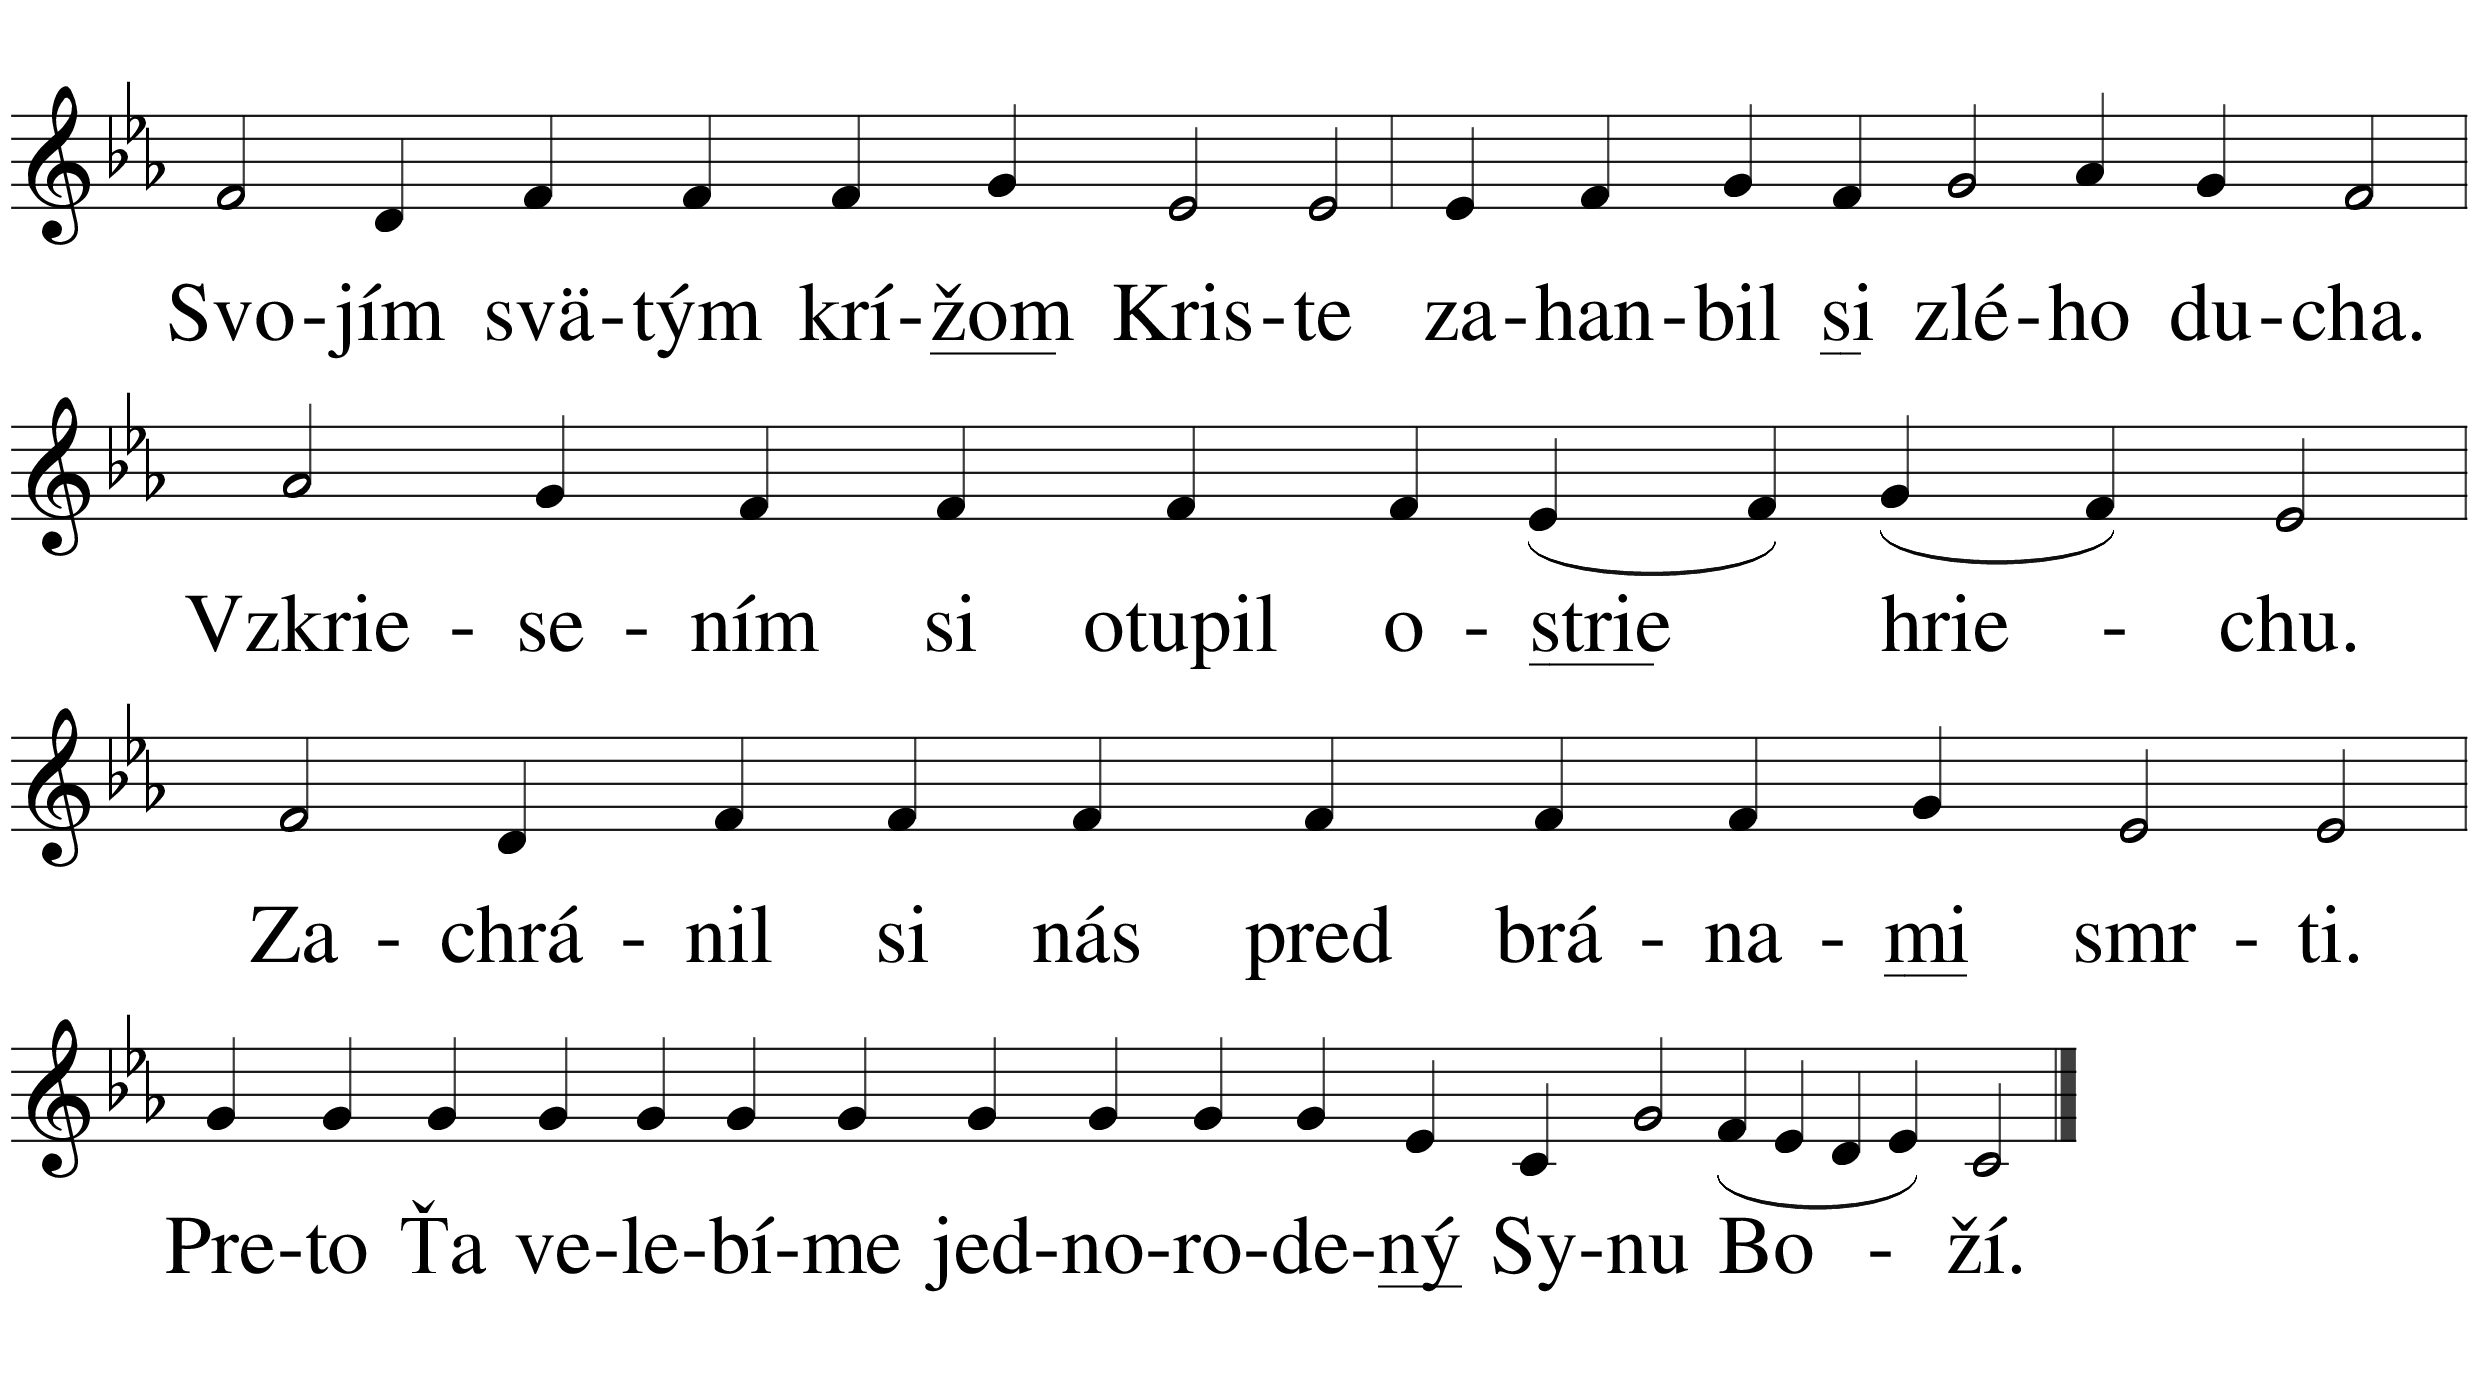 Svo-jím svä-tým krí-žom Kris-te za-han-bil si zlé-ho du-cha.
Vzkrie - se - ním si otupil o - strie hrie - chu.
Za - chrá - nil si nás pred brá - na - mi smr - ti.
Pre-to Ťa ve-le-bí-me jed-no-ro-de-ný Sy-nu Bo - ží.